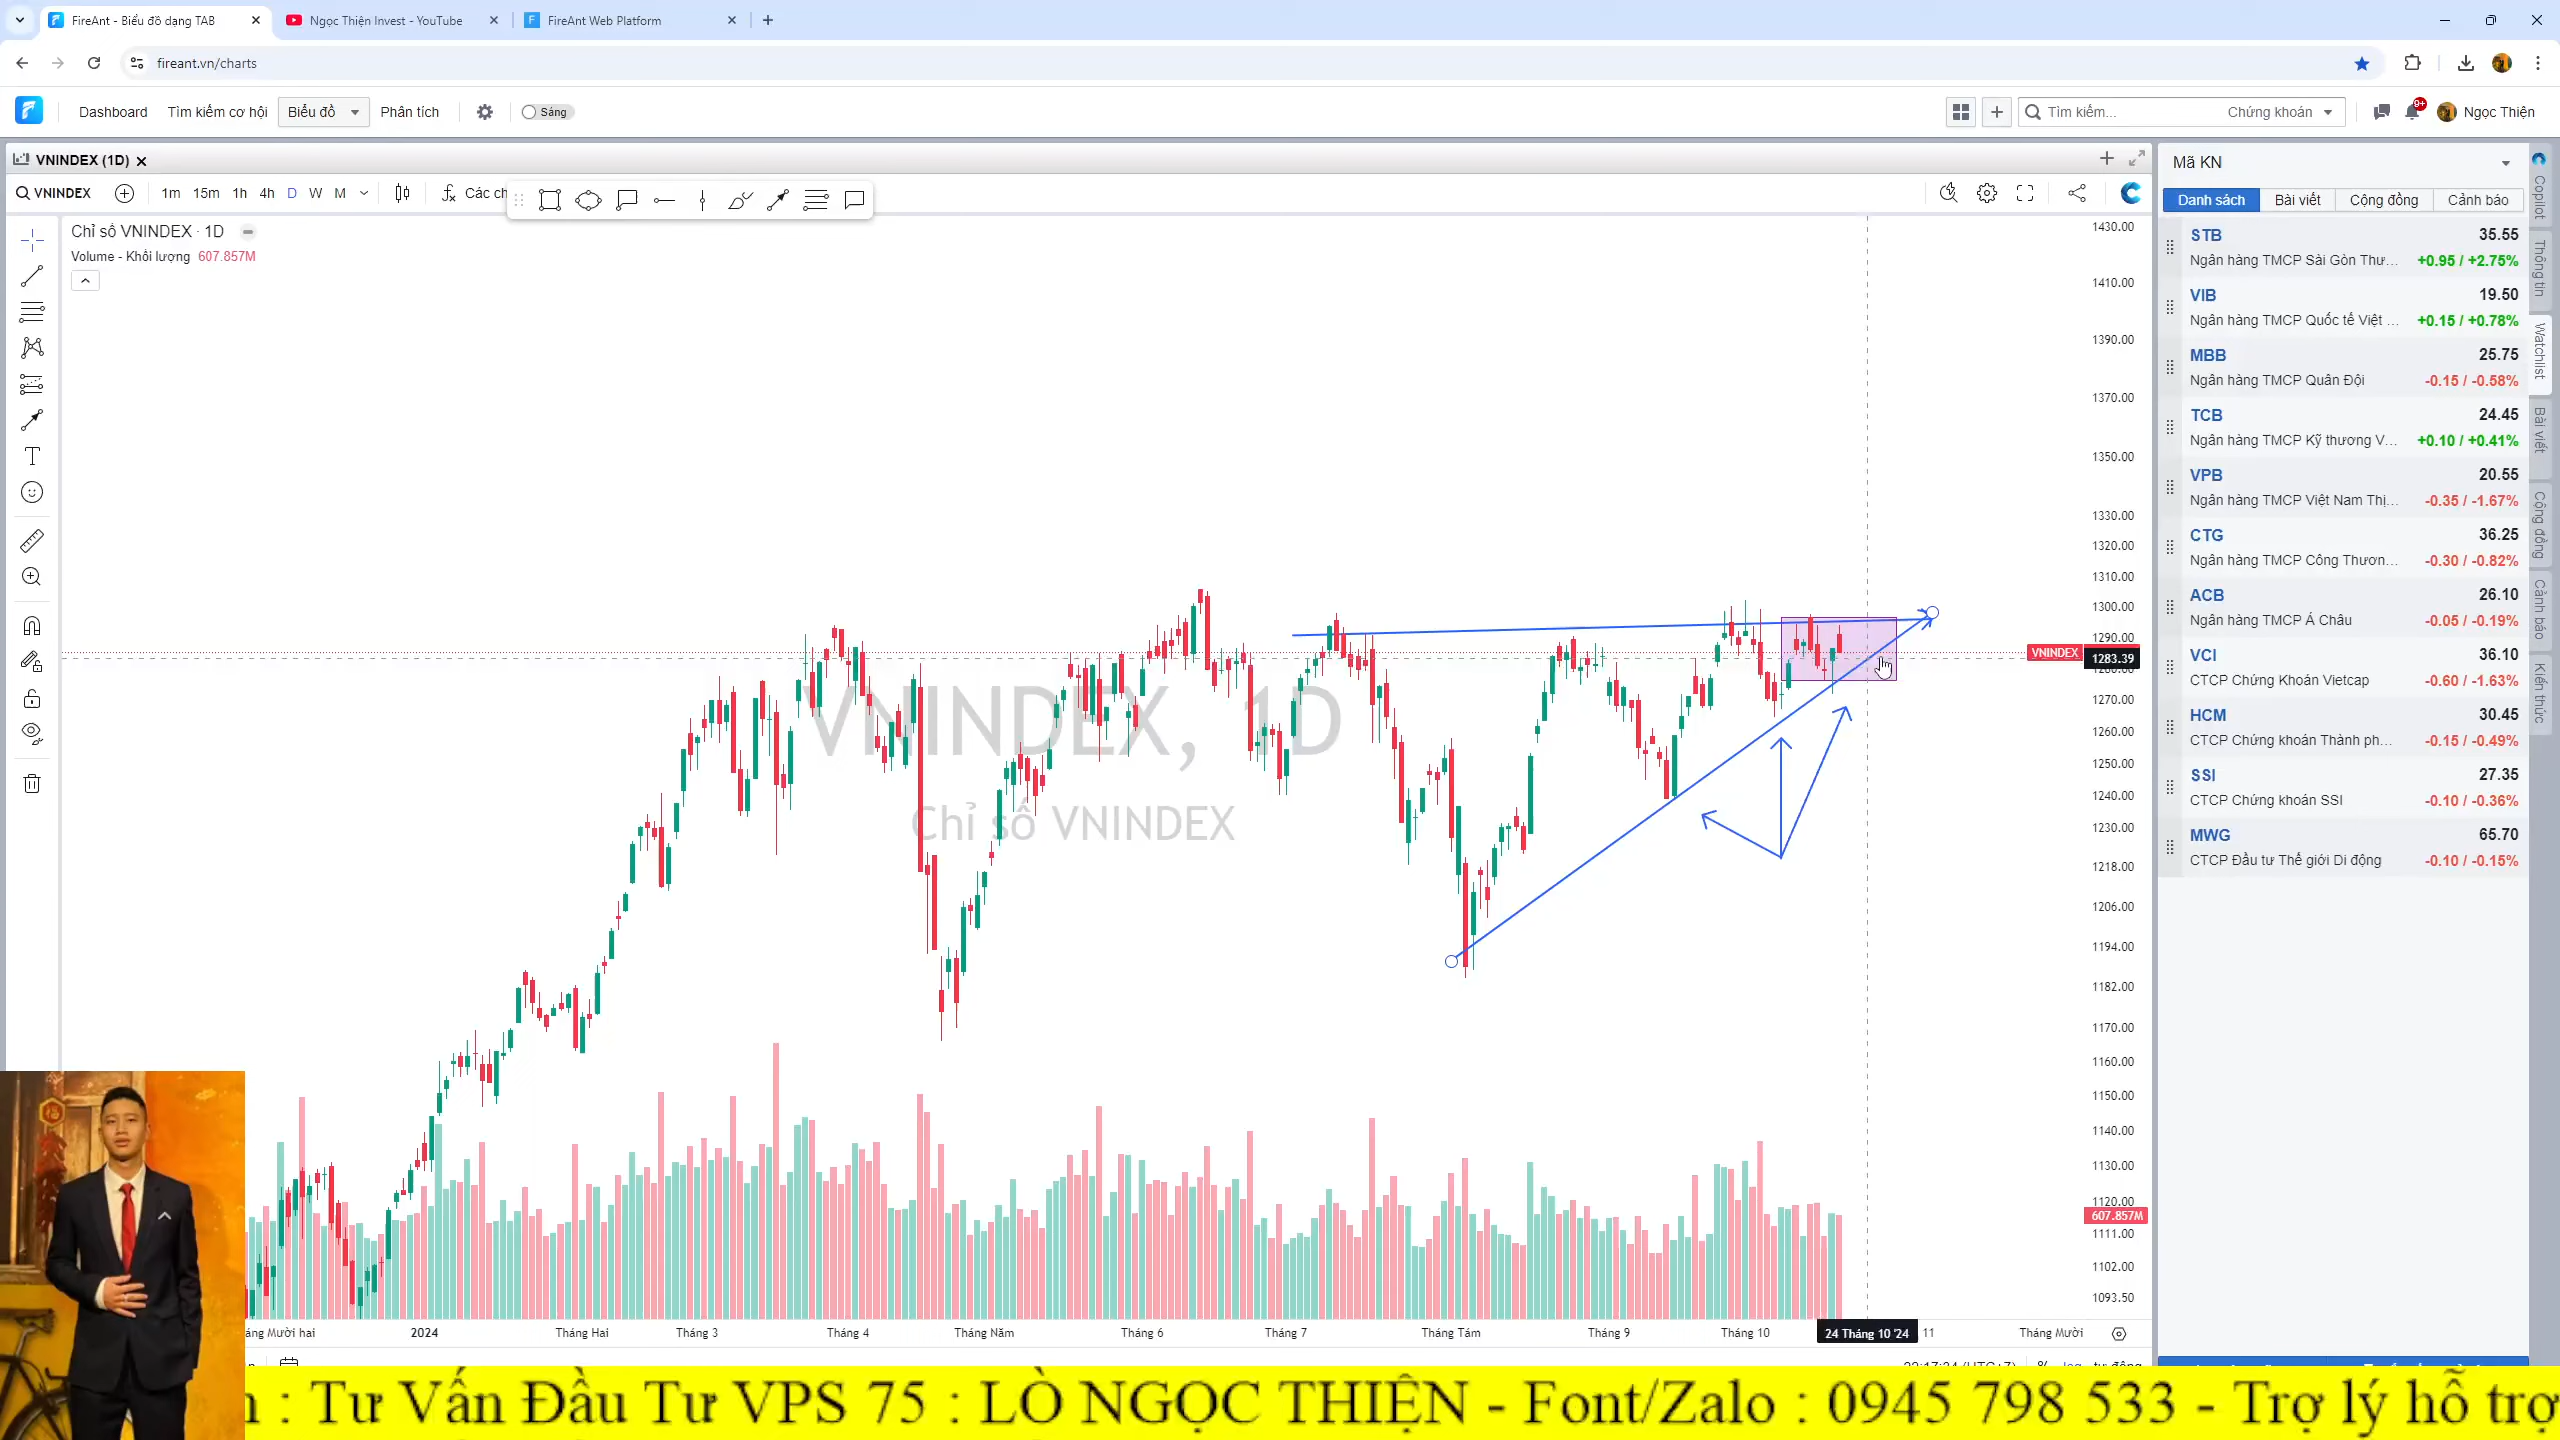 FireAnt - Biểu đồ dạng TAB
Ngọc Thiện Invest - YouTube
FireAnt Web Platform
fireant.vn/charts
Dashboard
Tìm kiếm cơ hội
Biểu đồ
Phân tích
Sáng
Tìm kiếm...
Chứng khoán
9+
Ngọc Thiện
VNINDEX (1D)
VNINDEX
1m 15m 1h 4h D W M
Các ch
Chỉ số VNINDEX · 1D
Volume - Khối lượng 607.857M
VNINDEX, 1D
Chỉ số VNINDEX
1430.00
1410.00
1390.00
1370.00
1350.00
1330.00
1320.00
1310.00
1300.00
1290.00
VNINDEX
1283.39
1270.00
1260.00
1250.00
1240.00
1230.00
1218.00
1206.00
1194.00
1182.00
1170.00
1160.00
1150.00
1140.00
1130.00
1120.00
607.857M
1111.00
1102.00
1093.50
áng Mười hai
2024
Tháng Hai
Tháng 3
Tháng 4
Tháng Năm
Tháng 6
Tháng 7
Tháng Tám
Tháng 9
Tháng 10
24 Tháng 10 '24
11
Tháng Mười
Mã KN
Danh sách
Bài viết
Cộng đồng
Cảnh báo
STB 35.55
Ngân hàng TMCP Sài Gòn Thư... +0.95 / +2.75%
VIB 19.50
Ngân hàng TMCP Quốc tế Việt ... +0.15 / +0.78%
MBB 25.75
Ngân hàng TMCP Quân Đội -0.15 / -0.58%
TCB 24.45
Ngân hàng TMCP Kỹ thương V... +0.10 / +0.41%
VPB 20.55
Ngân hàng TMCP Việt Nam Thị... -0.35 / -1.67%
CTG 36.25
Ngân hàng TMCP Công Thươn... -0.30 / -0.82%
ACB 26.10
Ngân hàng TMCP Á Châu -0.05 / -0.19%
VCI 36.10
CTCP Chứng Khoán Vietcap -0.60 / -1.63%
HCM 30.45
CTCP Chứng khoán Thành ph... -0.15 / -0.49%
SSI 27.35
CTCP Chứng khoán SSI -0.10 / -0.36%
MWG 65.70
CTCP Đầu tư Thế giới Di động -0.10 / -0.15%
Copilot
Thông tin
Watchlist
Bài viết
Cộng đồng
Cảnh báo
Kiến thức
: Tư Vấn Đầu Tư VPS 75 : LÒ NGỌC THIỆN - Font/Zalo : 0945 798 533 - Trợ lý hỗ trợ